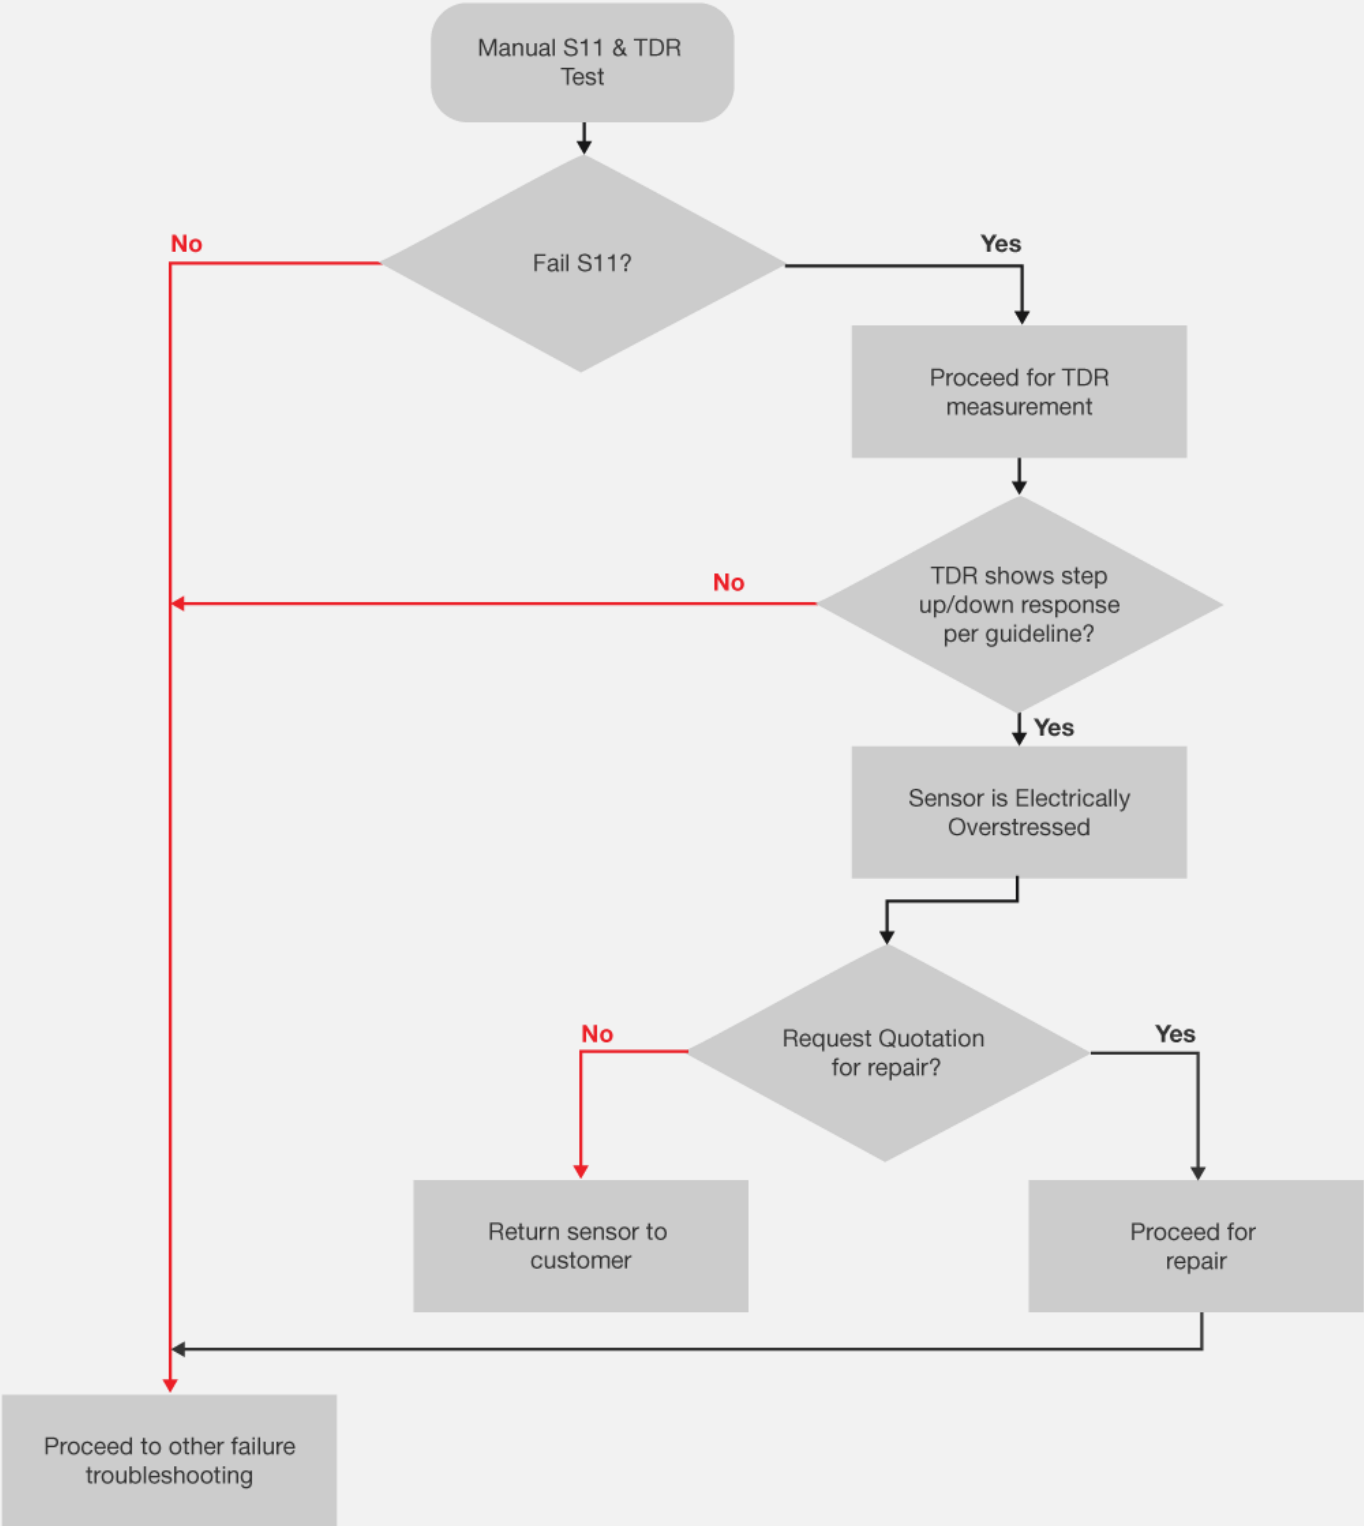 Manual S11 & TDR
Test
No
Yes
Fail S11?
Proceed for TDR
measurement
No
TDR shows step
up/down response
per guideline?
Yes
Sensor is Electrically
Overstressed
No
Yes
Request Quotation
for repair?
Return sensor to
customer
Proceed for
repair
Proceed to other failure
troubleshooting